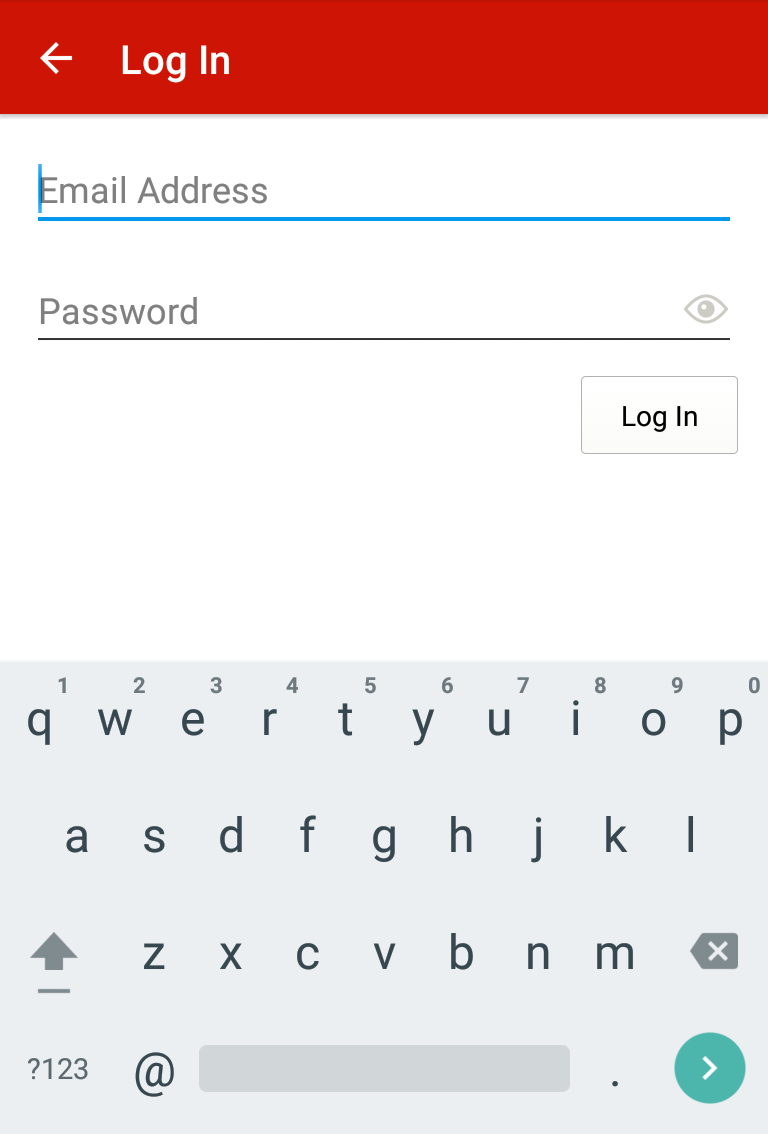 Log In
Email Address
Password
Log In
1 2 3 4 5 6 7 8 9 0
q w e r t y u i o p
a s d f g h j k l
z x c v b n m
?123 @ .